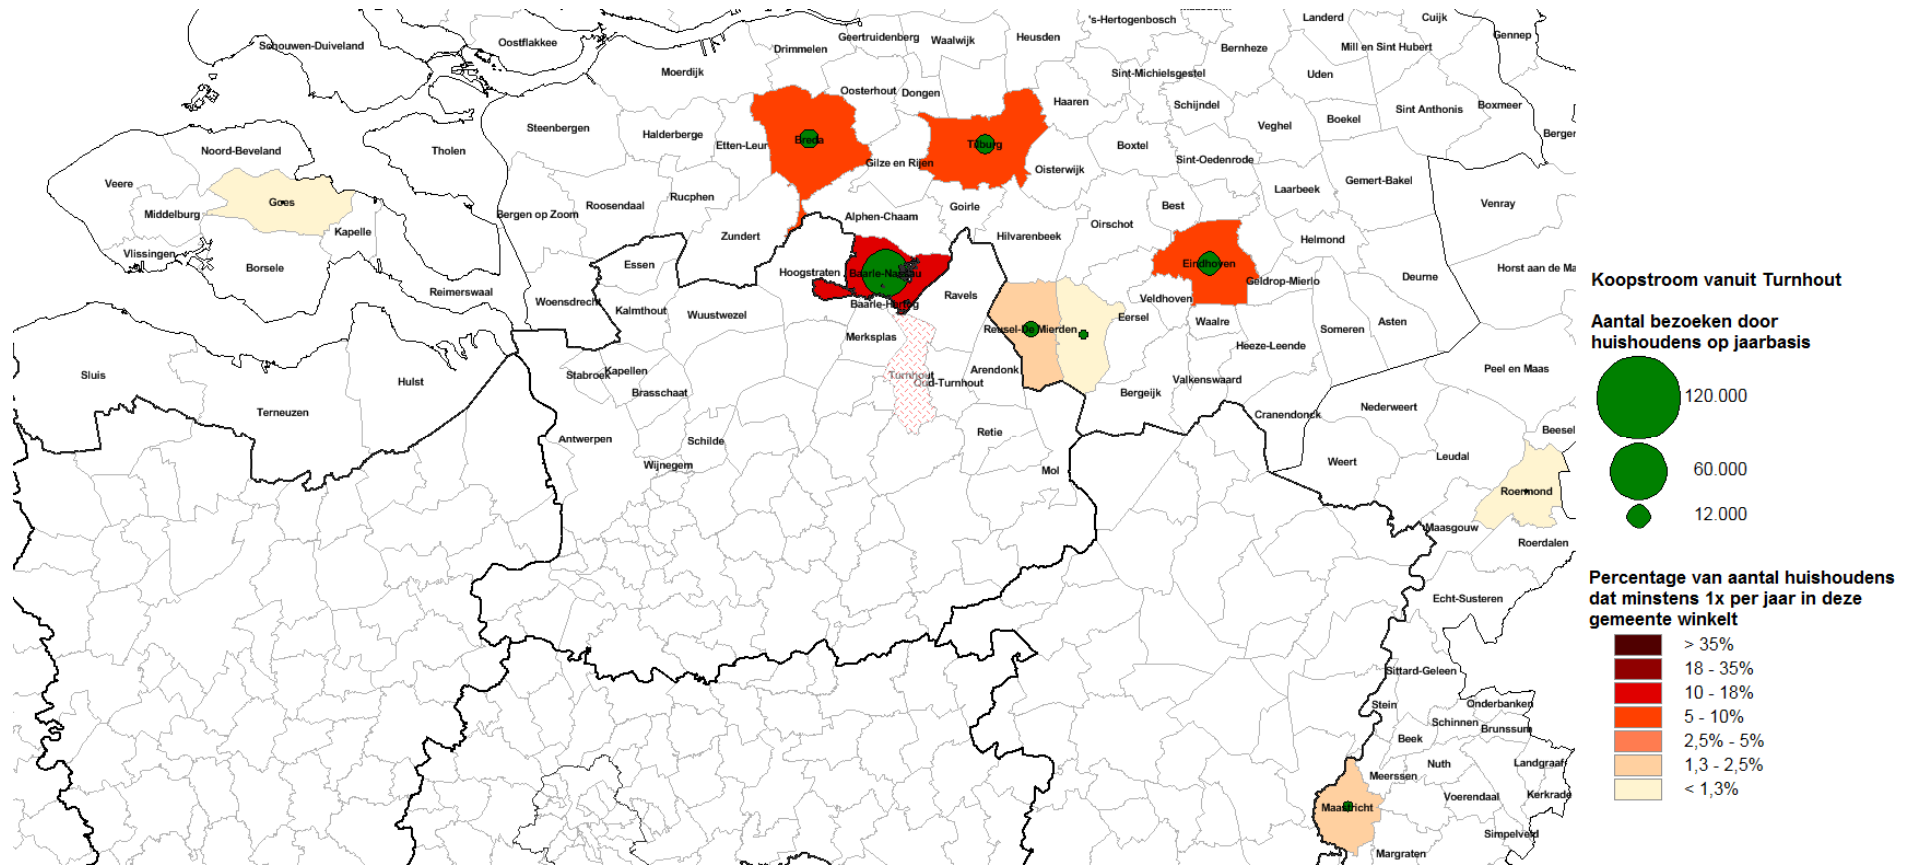 's-Hertogenbosch
Landerd
Cuijk
Schouwen-Duiveland
Oostflakkee
Geertruidenberg
Waalwijk
Heusden
Gennep
Drimmelen
Bernheze
Mill en Sint Hubert
Moerdijk
Sint-Michielsgestel
Uden
Oosterhout
Dongen
Haaren
Schijndel
Sint Anthonis
Boxmeer
Steenbergen
Halderberge
Etten-Leur
Breda
Tilburg
Boxtel
Veghel
Boekel
Berger
Noord-Beveland
Tholen
Gilze en Rijen
Oisterwijk
Sint-Oedenrode
Veere
Laarbeek
Gemert-Bakel
Goes
Roosendaal
Rucphen
Goirle
Best
Venray
Middelburg
Bergen op Zoom
Alphen-Chaam
Oirschot
Kapelle
Zundert
Hilvarenbeek
Helmond
Vlissingen
Borsele
Essen
Hoogstraten
Baarle-Nassau
Eindhoven
Geldrop-Mierlo
Deurne
Horst aan de Ma
Reimerswaal
Woensdrecht
Kalmthout
Wuustwezel
Baarle-Hertog
Ravels
Veldhoven
Eersel
Waalre
Someren
Asten
Merksplas
Reusel-De Mierden
Heeze-Leende
Sluis
Hulst
Stabroek
Kapellen
Brasschaat
Turnhout
Oud-Turnhout
Arendonk
Bergeijk
Valkenswaard
Peel en Maas
Terneuzen
Cranendonck
Nederweert
Antwerpen
Schilde
Retie
Beesel
Wijnegem
Mol
Weert
Leudal
Roermond
Maasgouw
Roerdalen
Echt-Susteren
Sittard-Geleen
Stein
Onderbanken
Schinnen
Brunssum
Beek
Nuth
Landgraaf
Meerssen
Voerendaal
Kerkrade
Maastricht
Simpelveld
Margraten
Koopstroom vanuit Turnhout
Aantal bezoeken door
huishoudens op jaarbasis
120.000
60.000
12.000
Percentage van aantal huishoudens
dat minstens 1x per jaar in deze
gemeente winkelt
> 35%
18 - 35%
10 - 18%
5 - 10%
2,5% - 5%
1,3 - 2,5%
< 1,3%